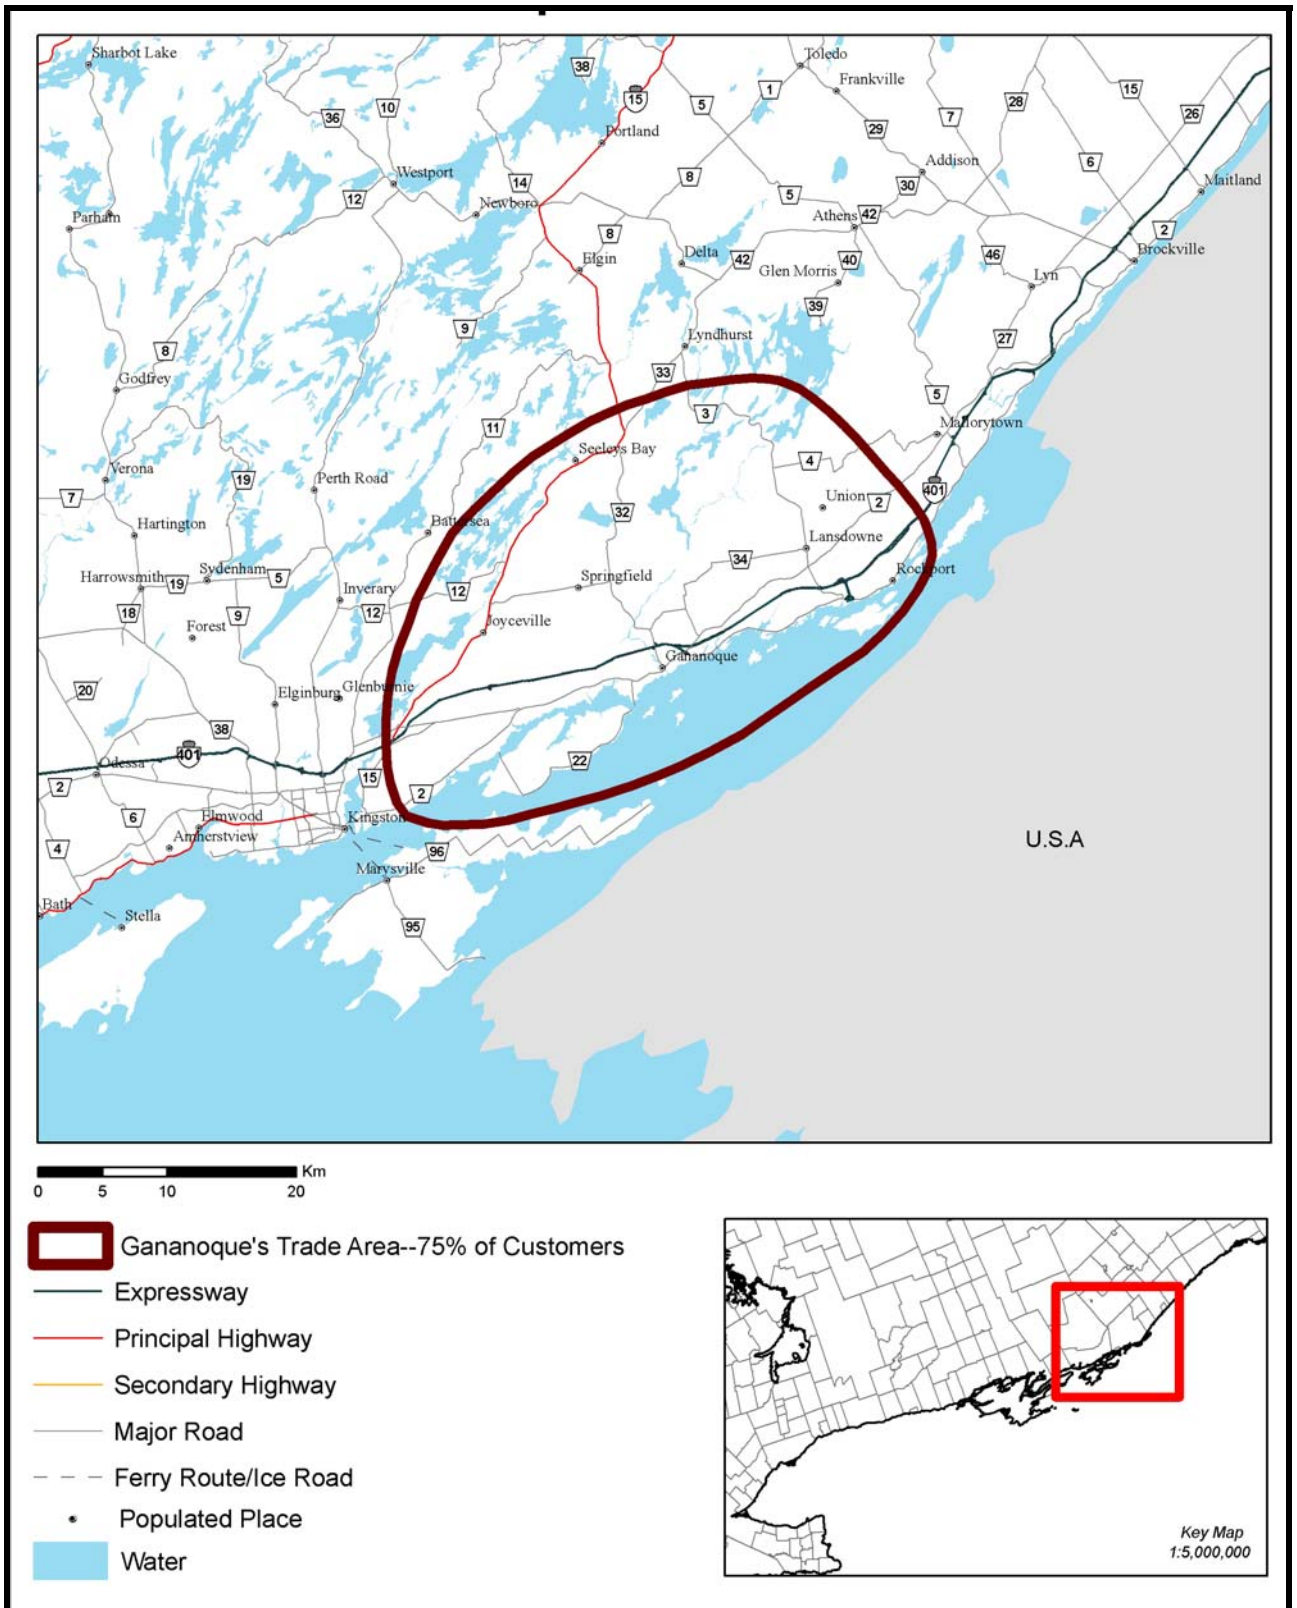 Sharbot Lake
38
Toledo
Frankville
1
15
5
28
15
10
36
7
26
29
Portland
Addison
6
Westport
14
8
30
Maitland
12
5
Newboro
Athens
42
Parham
2
8
Brockville
Elgin
Delta
42
40
46
Glen Morris
Lyn
39
9
27
Lyndhurst
8
33
Godfrey
5
3
11
Mallorytown
Seeleys Bay
4
Verona
19
Perth Road
401
7
Union
2
32
Hartington
Battersea
Lansdowne
34
Harrowsmith
19
Sydenham
5
Springfield
Rockport
Inverary
12
18
9
12
Forest
Joyceville
Gananoque
20
Elginburg
Glenburnie
38
401
Odessa
22
15
2
2
6
Elmwood
Kingston
Amherstview
4
96
U.S.A
Marysville
Bath
Stella
95
Km
0 5 10 20
Gananoque's Trade Area--75% of Customers
Expressway
Principal Highway
Secondary Highway
Major Road
Ferry Route/Ice Road
Populated Place
Water
Key Map
1:5,000,000